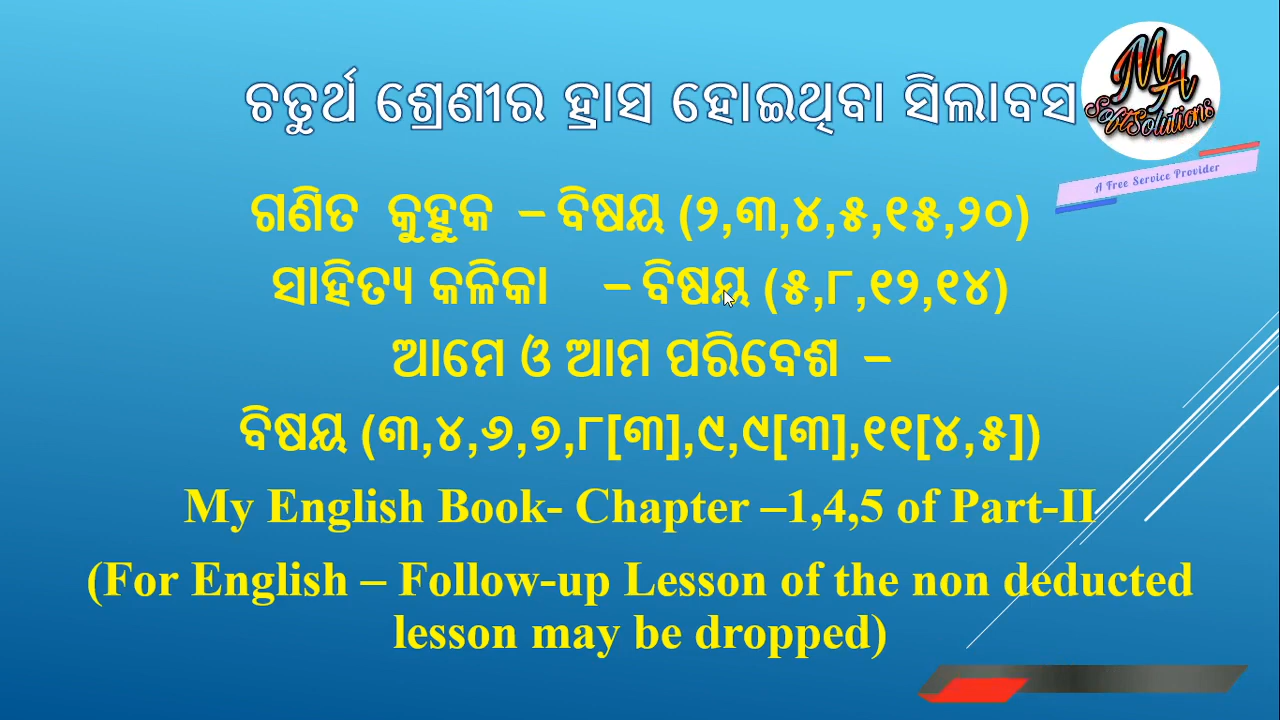 ଚତୁର୍ଥ ଶ୍ରେଣୀର ହ୍ରାସ ହୋଇଥିବା ସିଲାବସ
MA
Solutions
A Free Service Provider
ଗଣିତ କୁହୁକ – ବିଷୟ (୨,୩,୪,୫,୧୫,୨୦)
ସାହିତ୍ୟ କଳିକା – ବିଷୟ (୫,୮,୧୨,୧୪)
ଆମେ ଓ ଆମ ପରିବେଶ –
ବିଷୟ (୩,୪,୬,୭,୮[୩],୯,୯[୩],୧୧[୪,୫])
My English Book- Chapter –1,4,5 of Part-II
(For English – Follow-up Lesson of the non deducted
lesson may be dropped)